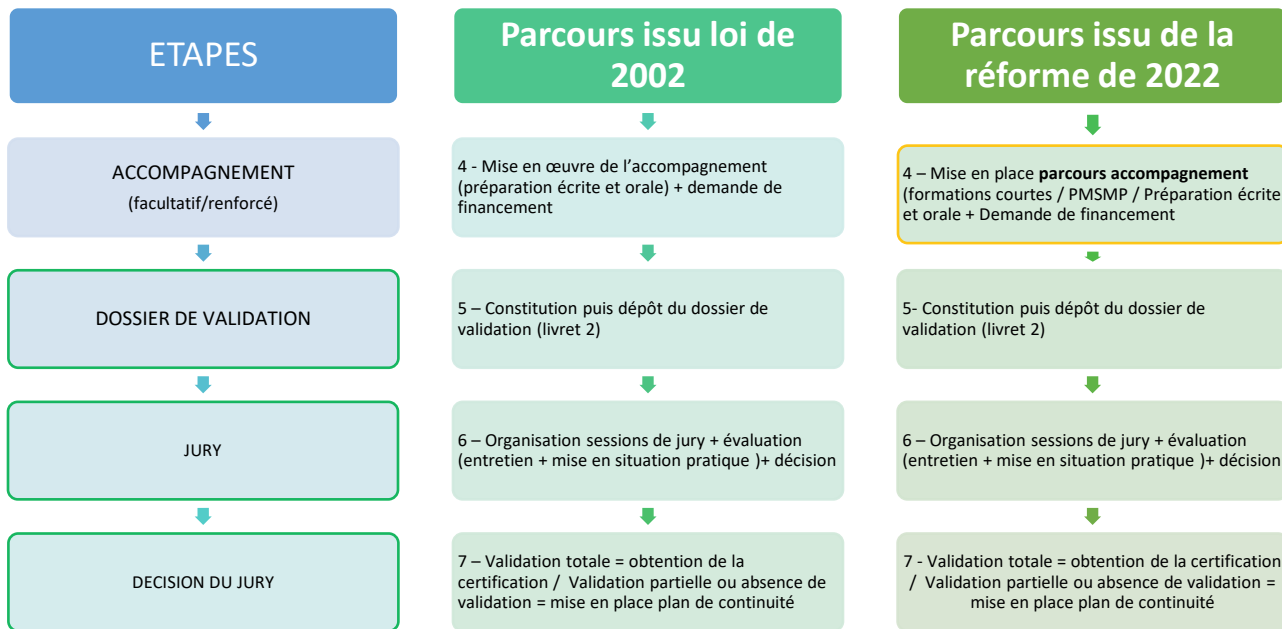 ETAPES
Parcours issu loi de
2002
Parcours issu de la
réforme de 2022
ACCOMPAGNEMENT
(facultatif/renforcé)
4 - Mise en œuvre de l’accompagnement
(préparation écrite et orale) + demande de
financement
4 – Mise en place parcours accompagnement
(formations courtes / PMSMP / Préparation écrite
et orale + Demande de financement
DOSSIER DE VALIDATION
5 – Constitution puis dépôt du dossier de
validation (livret 2)
5- Constitution puis dépôt du dossier de
validation (livret 2)
JURY
6 – Organisation sessions de jury + évaluation
(entretien + mise en situation pratique )+ décision
6 – Organisation sessions de jury + évaluation
(entretien + mise en situation pratique )+ décision
DECISION DU JURY
7 – Validation totale = obtention de la
certification / Validation partielle ou absence de
validation = mise en place plan de continuité
7 - Validation totale = obtention de la certification
/ Validation partielle ou absence de validation =
mise en place plan de continuité